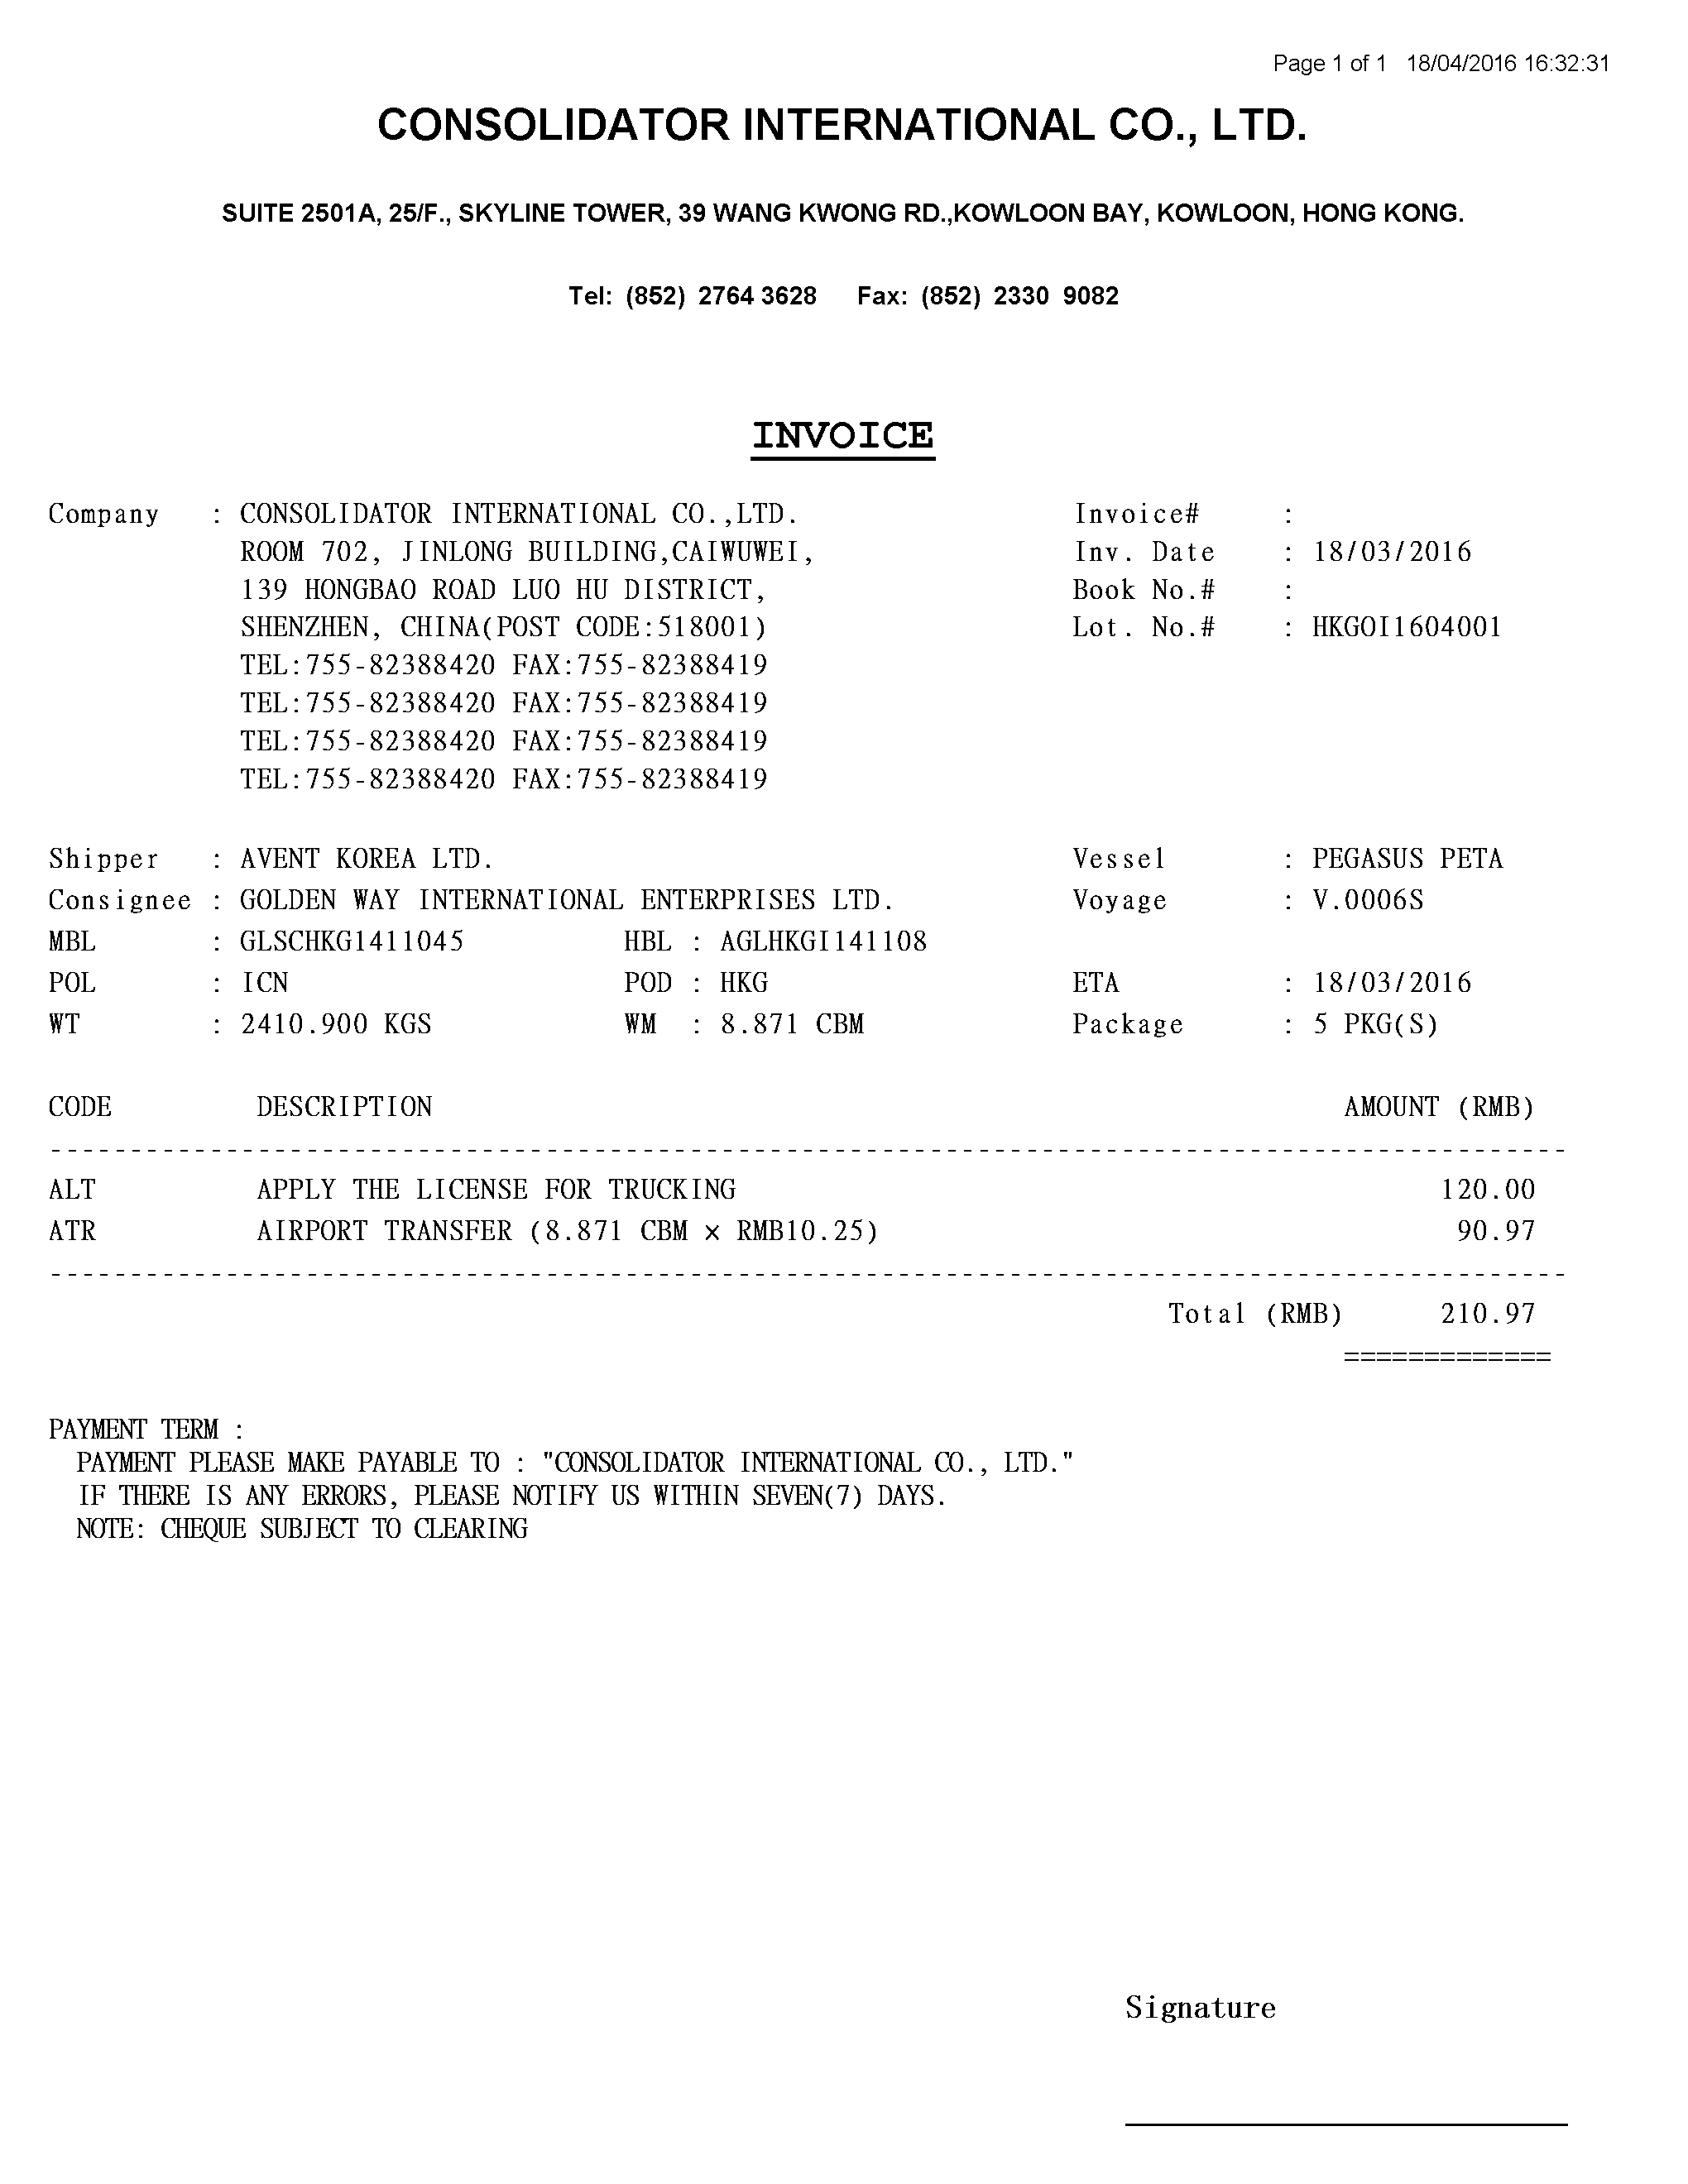 Page 1 of 1 18/04/2016 16:32:31
CONSOLIDATOR INTERNATIONAL CO., LTD.
SUITE 2501A, 25/F., SKYLINE TOWER, 39 WANG KWONG RD.,KOWLOON BAY, KOWLOON, HONG KONG.
Tel: (852) 2764 3628 Fax: (852) 2330 9082
INVOICE
Company : CONSOLIDATOR INTERNATIONAL CO.,LTD. Invoice# :
ROOM 702, JINLONG BUILDING,CAIWUWEI, Inv. Date : 18/03/2016
139 HONGBAO ROAD LUO HU DISTRICT, Book No.# :
SHENZHEN, CHINA(POST CODE:518001) Lot. No.# : HKGOI1604001
TEL:755-82388420 FAX:755-82388419
TEL:755-82388420 FAX:755-82388419
TEL:755-82388420 FAX:755-82388419
TEL:755-82388420 FAX:755-82388419
Shipper : AVENT KOREA LTD. Vessel : PEGASUS PETA
Consignee : GOLDEN WAY INTERNATIONAL ENTERPRISES LTD. Voyage : V.0006S
MBL : GLSCHKG1411045 HBL : AGLHKGI141108
POL : ICN POD : HKG ETA : 18/03/2016
WT : 2410.900 KGS WM : 8.871 CBM Package : 5 PKG(S)
CODE DESCRIPTION AMOUNT (RMB)
ALT APPLY THE LICENSE FOR TRUCKING 120.00
ATR AIRPORT TRANSFER (8.871 CBM × RMB10.25) 90.97
Total (RMB) 210.97
=============
PAYMENT TERM :
PAYMENT PLEASE MAKE PAYABLE TO : "CONSOLIDATOR INTERNATIONAL CO., LTD."
IF THERE IS ANY ERRORS, PLEASE NOTIFY US WITHIN SEVEN(7) DAYS.
NOTE: CHEQUE SUBJECT TO CLEARING
Signature